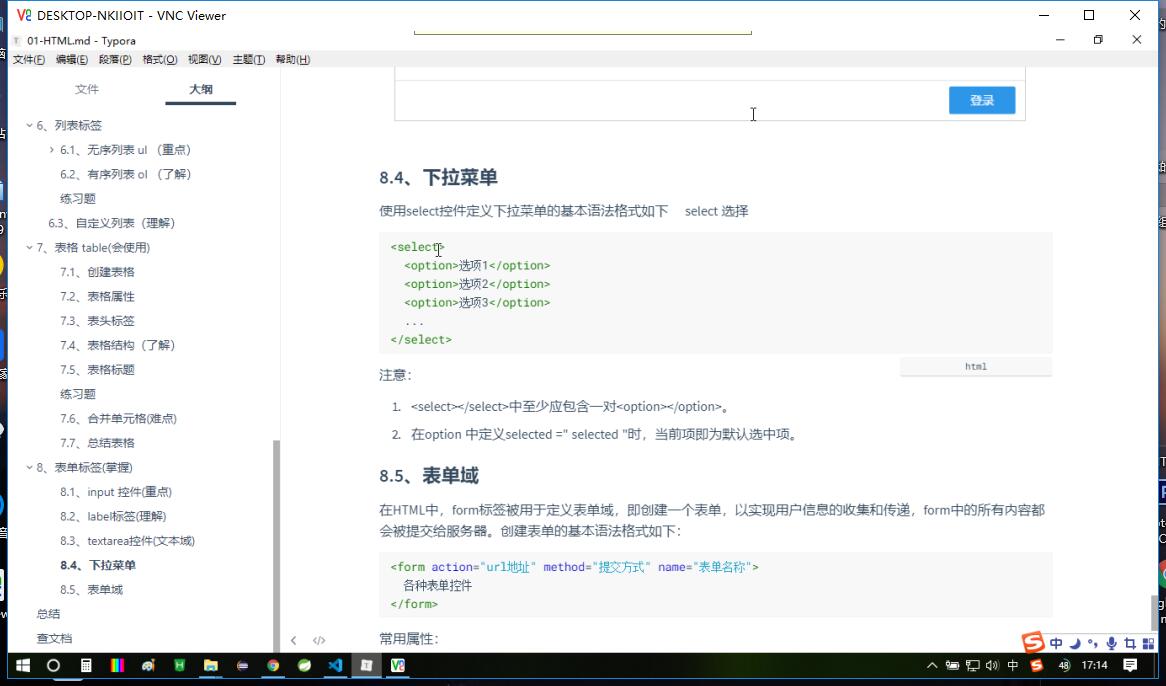 DESKTOP-NKIIOIT - VNC Viewer
01-HTML.md - Typora
文件(F) 编辑(E) 段落(P) 格式(O) 视图(V) 主题(T) 帮助(H)
文件 大纲
6、列表标签
6.1、无序列表 ul （重点）
6.2、有序列表 ol （了解）
练习题
6.3、自定义列表（理解）
7、表格 table(会使用)
7.1、创建表格
7.2、表格属性
7.3、表头标签
7.4、表格结构（了解）
7.5、表格标题
练习题
7.6、合并单元格(难点)
7.7、总结表格
8、表单标签(掌握)
8.1、input 控件(重点)
8.2、label标签(理解)
8.3、textarea控件(文本域)
8.4、下拉菜单
8.5、表单域
总结
查文档
登录
8.4、下拉菜单
使用select控件定义下拉菜单的基本语法格式如下 select 选择
<select>
<option>选项1</option>
<option>选项2</option>
<option>选项3</option>
...
</select>
html
注意：
1. <select></select>中至少应包含一对<option></option>。
2. 在option 中定义selected =" selected "时，当前项即为默认选中项。
8.5、表单域
在HTML中，form标签被用于定义表单域，即创建一个表单，以实现用户信息的收集和传递，form中的所有内容都
会被提交给服务器。创建表单的基本语法格式如下：
<form action="url地址" method="提交方式" name="表单名称">
各种表单控件
</form>
常用属性：
中
中 48 17:14